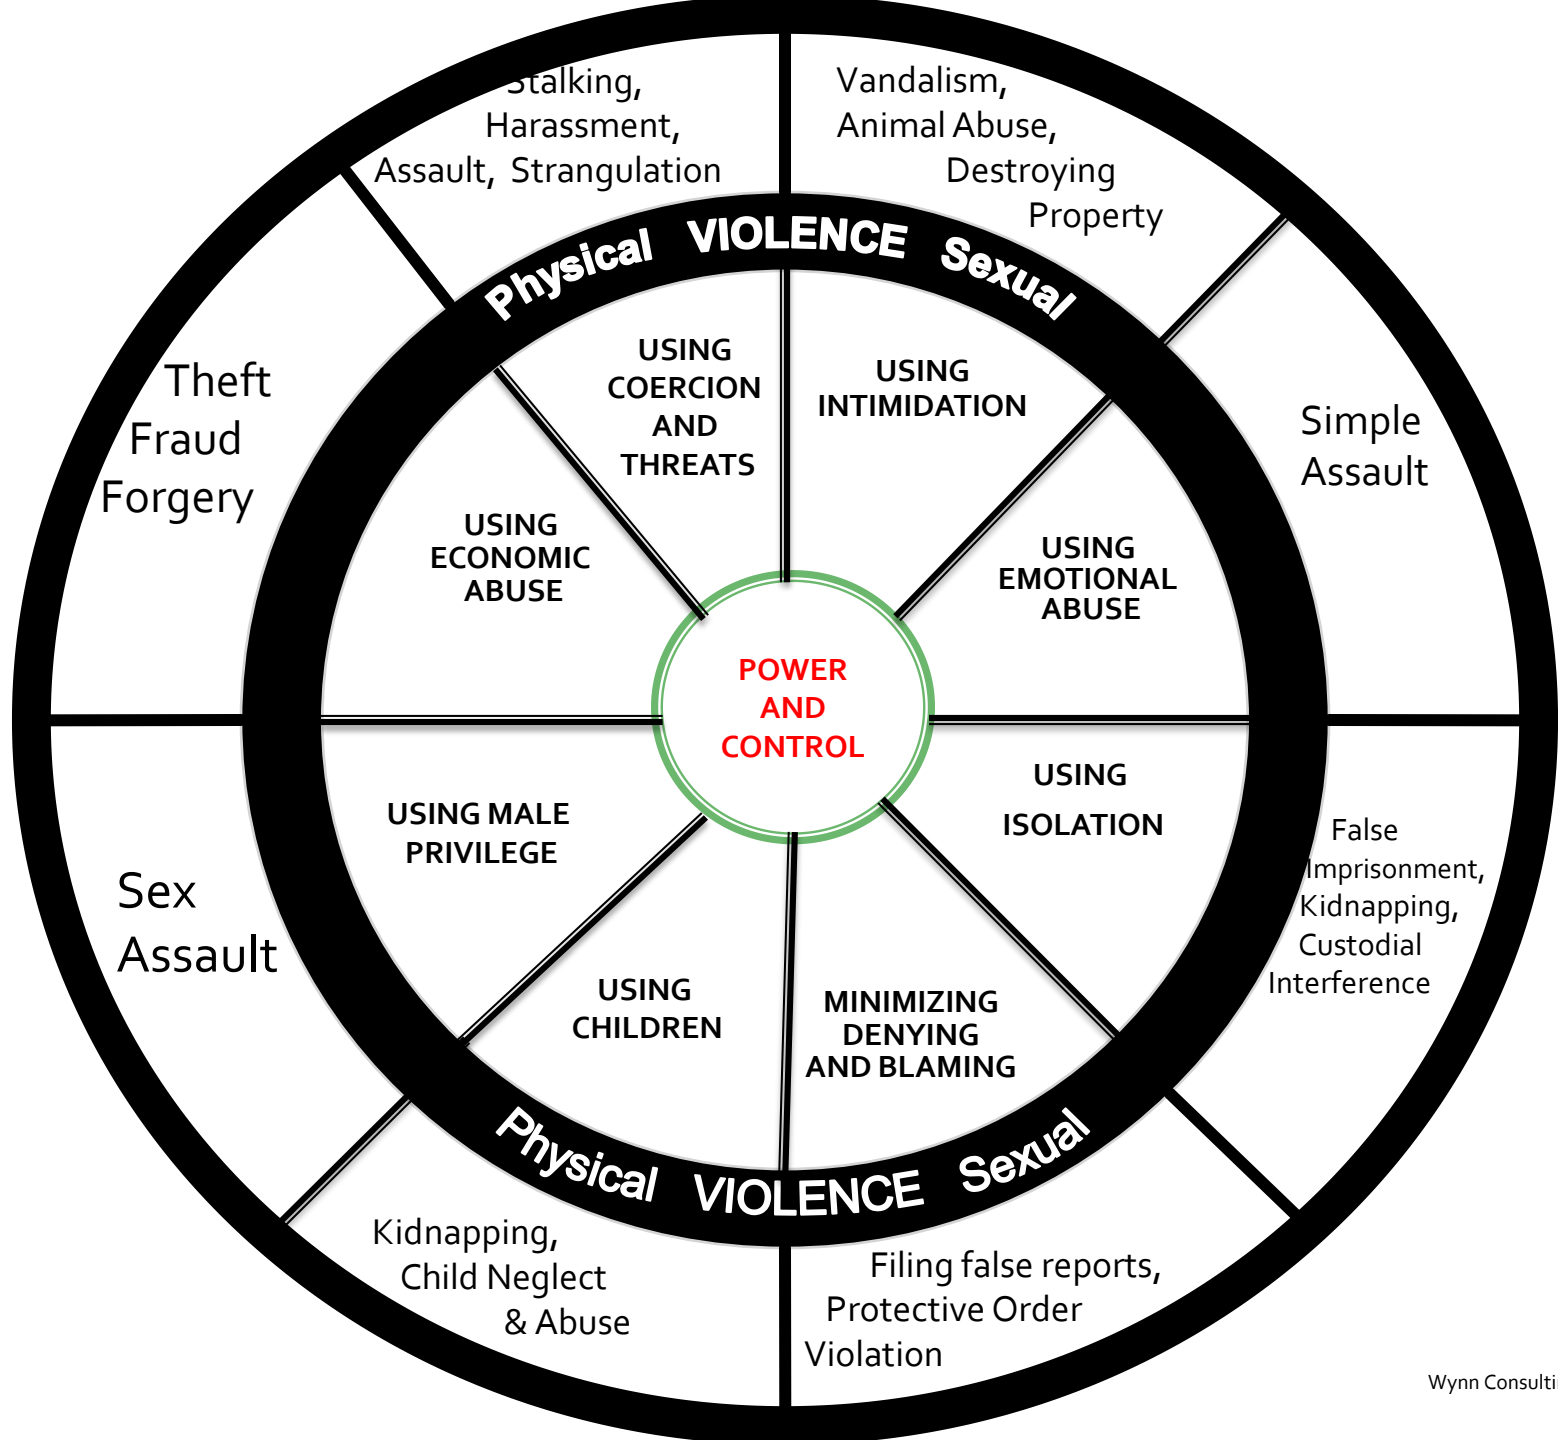 Stalking,
Harassment,
Assault, Strangulation
Vandalism,
Animal Abuse,
Destroying
Property
Physical VIOLENCE Sexual
Theft
Fraud
Forgery
Simple
Assault
USING
COERCION
AND
THREATS
USING
INTIMIDATION
USING
ECONOMIC
ABUSE
USING
EMOTIONAL
ABUSE
POWER
AND
CONTROL
USING MALE
PRIVILEGE
USING
ISOLATION
Sex
Assault
False
Imprisonment,
Kidnapping,
Custodial
Interference
USING
CHILDREN
MINIMIZING
DENYING
AND BLAMING
Physical VIOLENCE Sexual
Kidnapping,
Child Neglect
& Abuse
Filing false reports,
Protective Order
Violation
Wynn